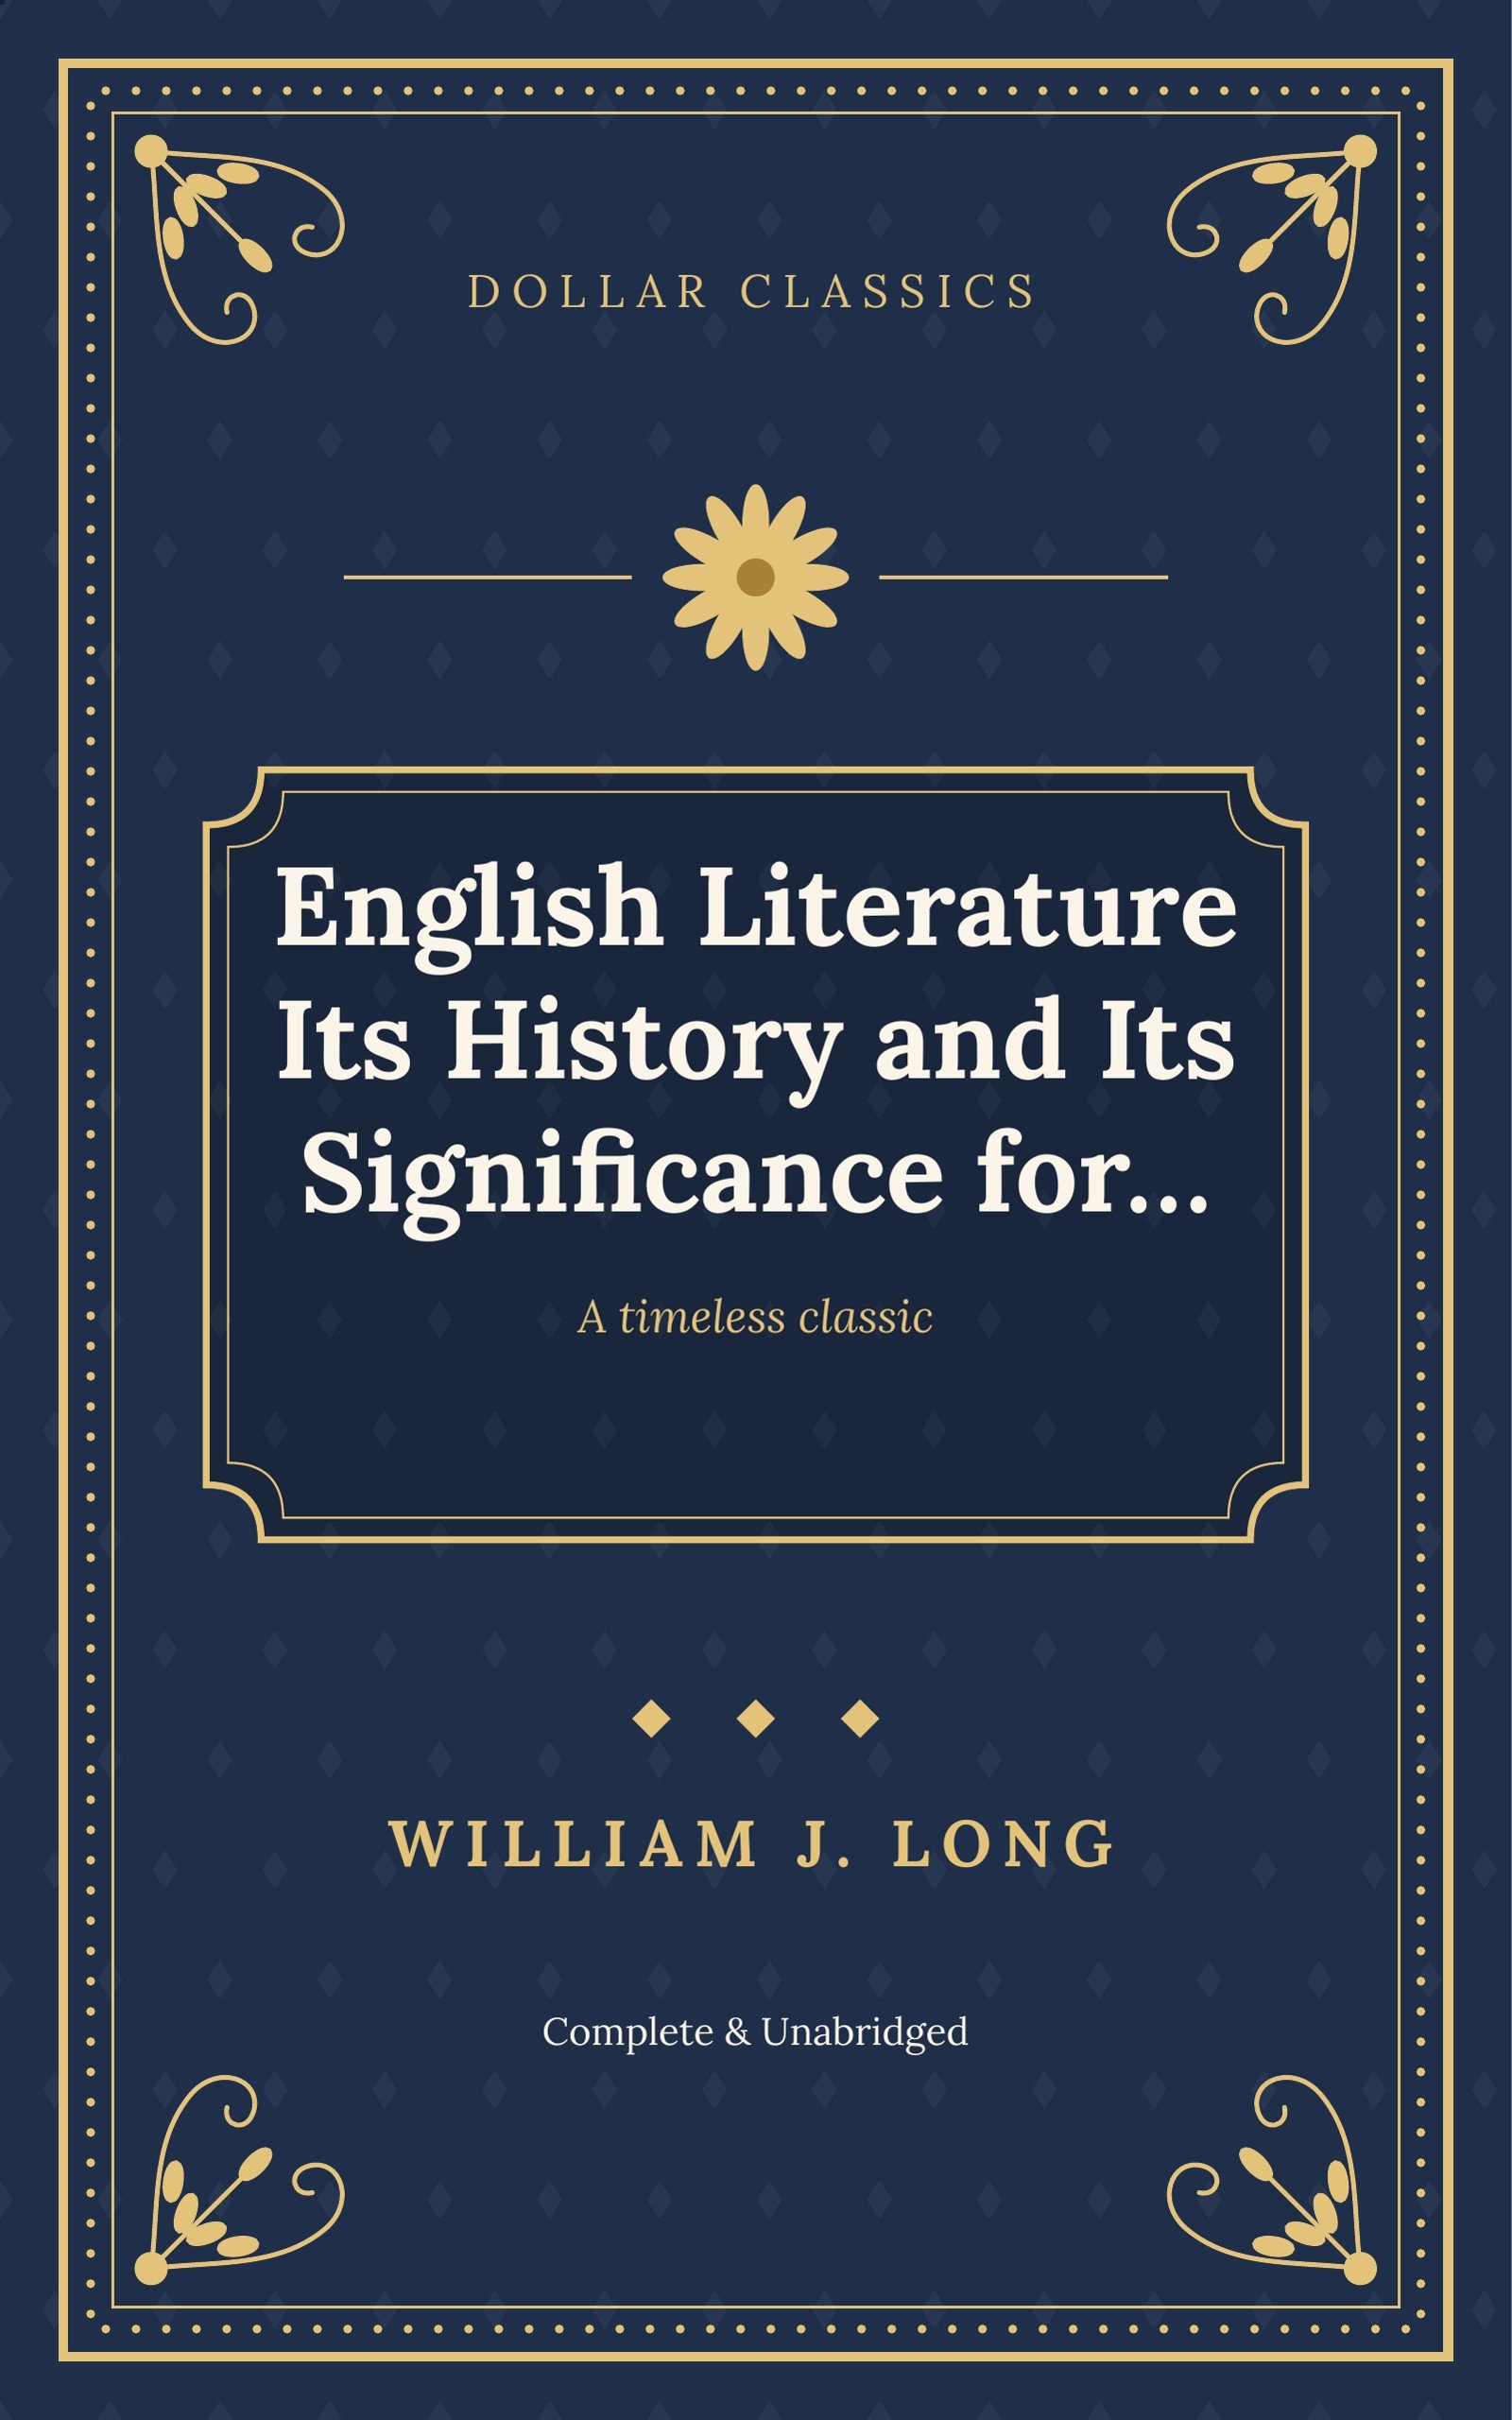 DOLLAR CLASSICS
English Literature
Its History and Its
Significance for...
A timeless classic
WILLIAM J. LONG
Complete & Unabridged